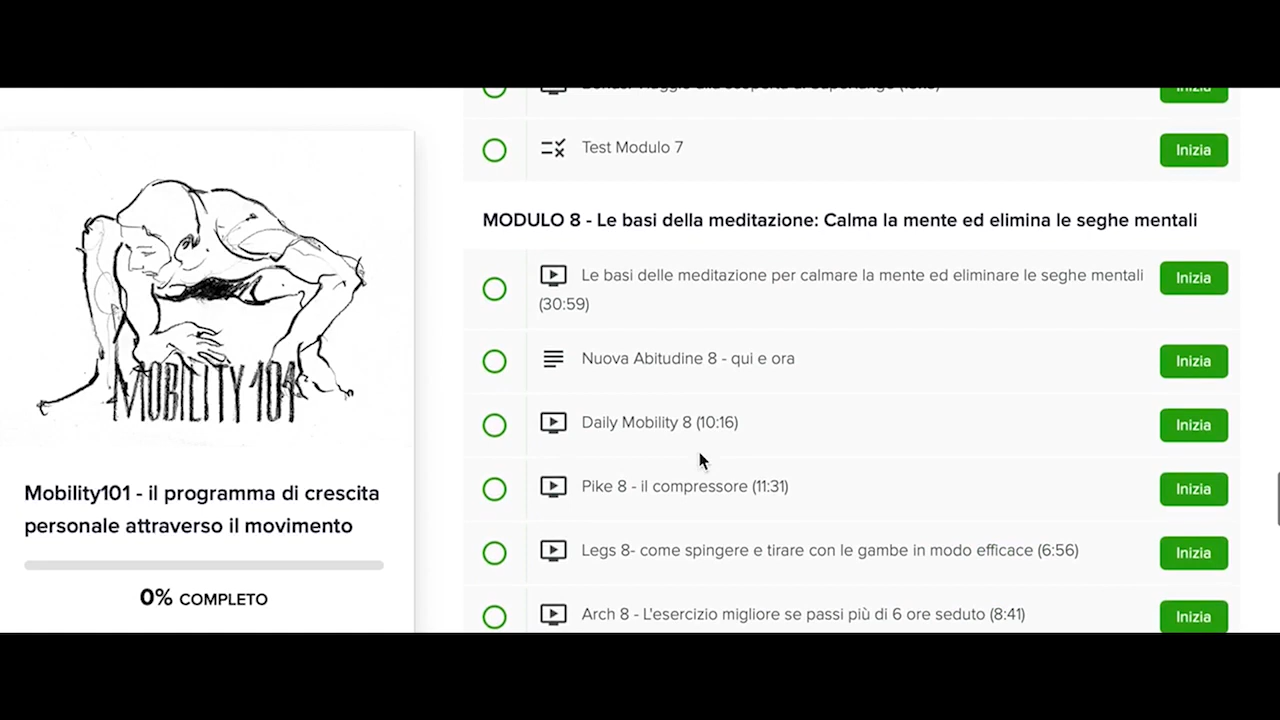 Inizia
Test Modulo 7
Inizia
MODULO 8 - Le basi della meditazione: Calma la mente ed elimina le seghe mentali
Le basi delle meditazione per calmare la mente ed eliminare le seghe mentali
(30:59)
Inizia
Nuova Abitudine 8 - qui e ora
Inizia
Daily Mobility 8 (10:16)
Inizia
Pike 8 - il compressore (11:31)
Inizia
Legs 8- come spingere e tirare con le gambe in modo efficace (6:56)
Inizia
Arch 8 - L'esercizio migliore se passi più di 6 ore seduto (8:41)
Inizia
MOBILITY 101
Mobility101 - il programma di crescita
personale attraverso il movimento
0% COMPLETO